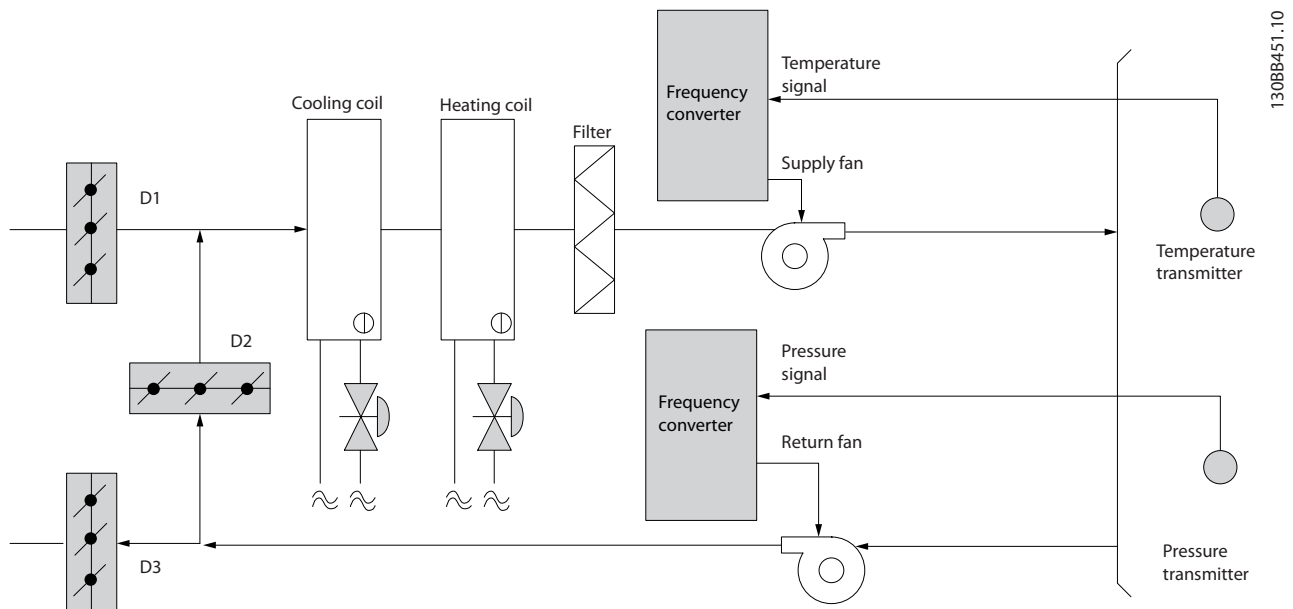 130BB451.10
Temperature
signal
Frequency
converter
Cooling coil
Heating coil
Filter
Supply fan
D1
Temperature
transmitter
D2
Pressure
signal
Frequency
converter
Return fan
D3
Pressure
transmitter